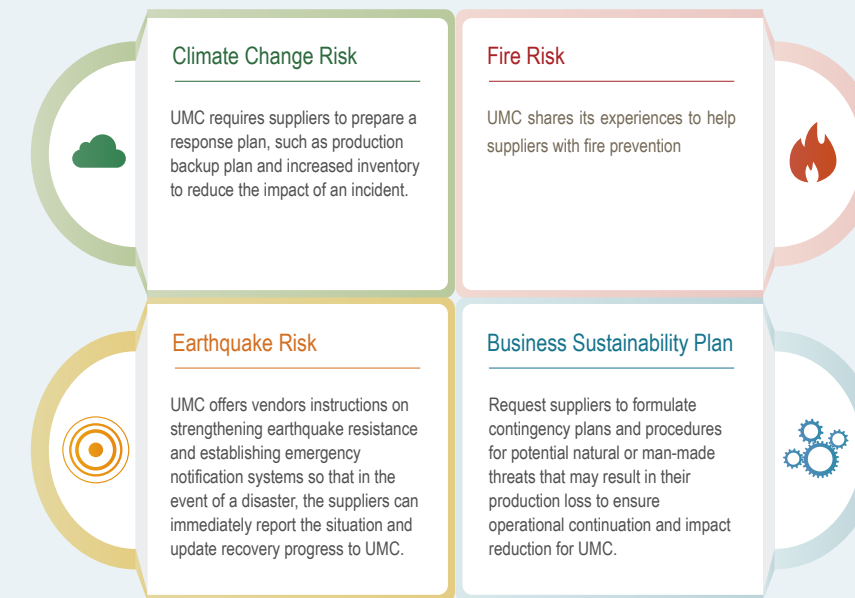 Climate Change Risk
UMC requires suppliers to prepare a
response plan, such as production
backup plan and increased inventory
to reduce the impact of an incident.
Fire Risk
UMC shares its experiences to help
suppliers with fire prevention
Earthquake Risk
UMC offers vendors instructions on
strengthening earthquake resistance
and establishing emergency
notification systems so that in the
event of a disaster, the suppliers can
immediately report the situation and
update recovery progress to UMC.
Business Sustainability Plan
Request suppliers to formulate
contingency plans and procedures
for potential natural or man-made
threats that may result in their
production loss to ensure
operational continuation and impact
reduction for UMC.